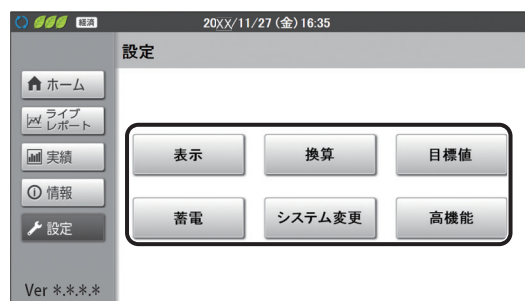 経済
20XX/11/27 (金) 16:35
設定
ホーム
ライブ
レポート
実績
情報
設定
表示
換算
目標値
蓄電
システム変更
高機能
Ver *.*.*.*